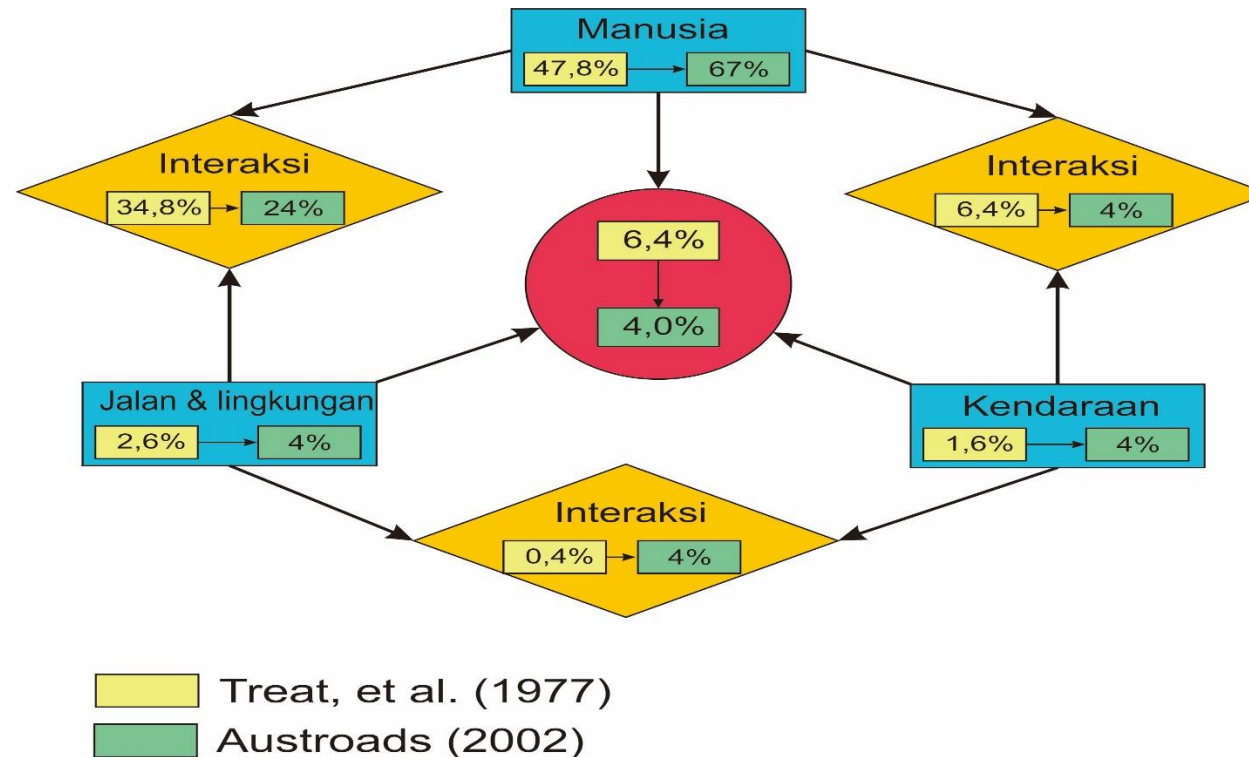 Manusia
47,8% 67%
Interaksi
34,8% 24%
Interaksi
6,4% 4%
6,4%
4,0%
Jalan & lingkungan
2,6% 4%
Kendaraan
1,6% 4%
Interaksi
0,4% 4%
Treat, et al. (1977)
Austroads (2002)